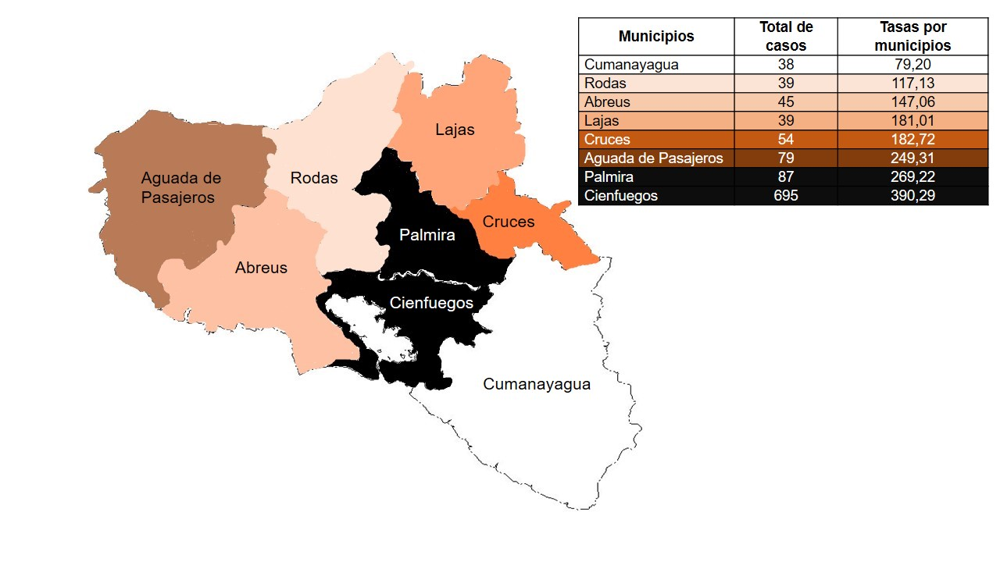 Municipios Total de casos Tasas por municipios
Cumanayagua 38 79,20
Rodas 39 117,13
Abreus 45 147,06
Lajas 39 181,01
Cruces 54 182,72
Aguada de Pasajeros 79 249,31
Palmira 87 269,22
Cienfuegos 695 390,29
Lajas
Aguada de
Pasajeros
Rodas
Cruces
Palmira
Abreus
Cienfuegos
Cumanayagua